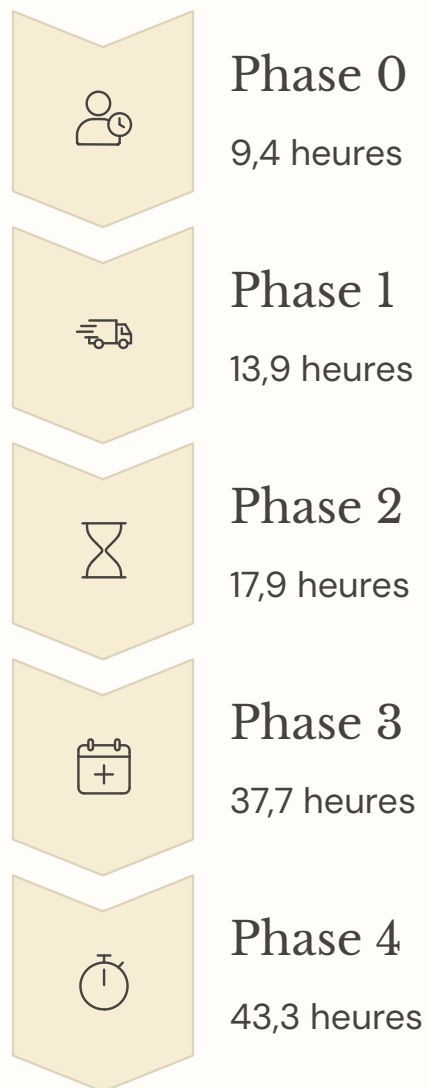 Phase 0
9,4 heures
Phase 1
13,9 heures
Phase 2
17,9 heures
Phase 3
37,7 heures
Phase 4
43,3 heures